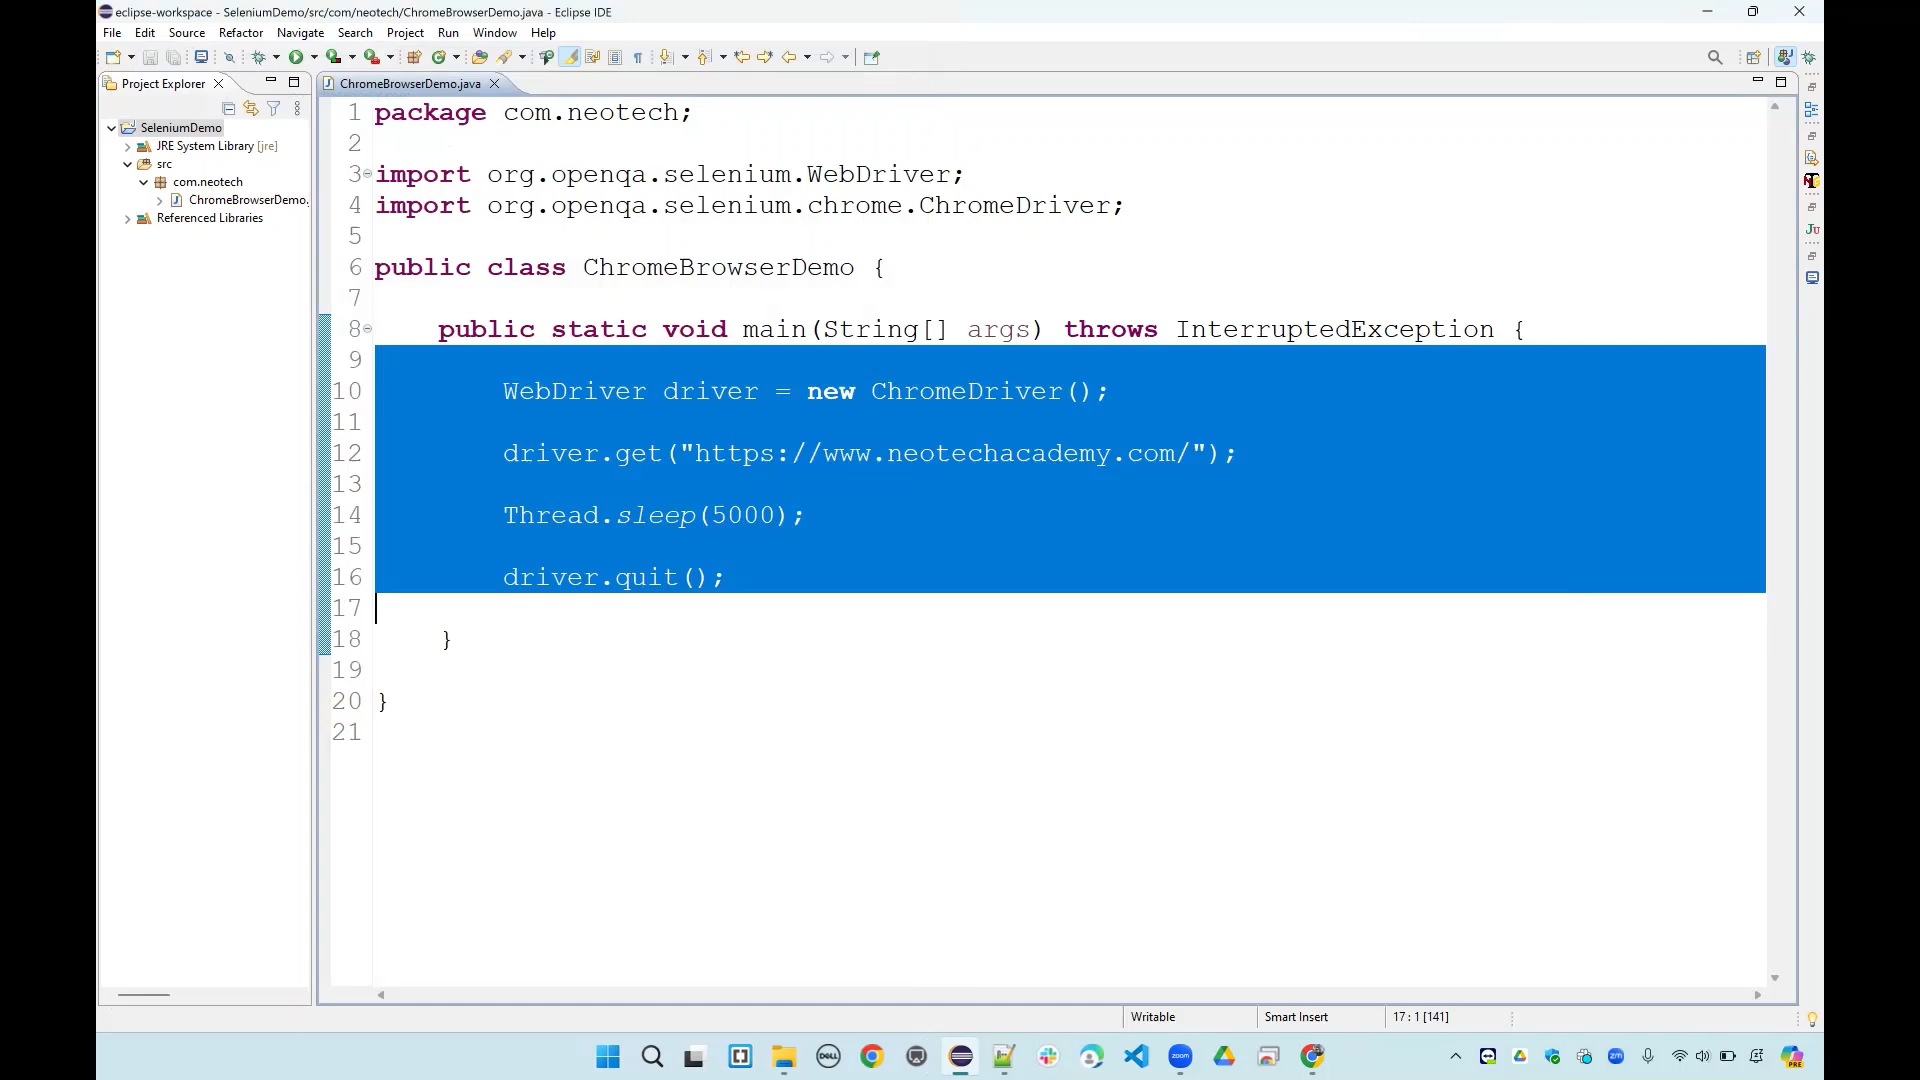 eclipse-workspace - SeleniumDemo/src/com/neotech/ChromeBrowserDemo.java - Eclipse IDE
File Edit Source Refactor Navigate Search Project Run Window Help
Project Explorer
ChromeBrowserDemo.java
SeleniumDemo
JRE System Library [jre]
src
com.neotech
ChromeBrowserDemo.
Referenced Libraries
1 package com.neotech;
2
3 import org.openqa.selenium.WebDriver;
4 import org.openqa.selenium.chrome.ChromeDriver;
5
6 public class ChromeBrowserDemo {
7
8 public static void main(String[] args) throws InterruptedException {
9
10 WebDriver driver = new ChromeDriver();
11
12 driver.get("https://www.neotechacademy.com/");
13
14 Thread.sleep(5000);
15
16 driver.quit();
17
18 }
19
20 }
21
Ju
Writable Smart Insert 17 : 1 [141]
DELL
zoom
zm
PRE